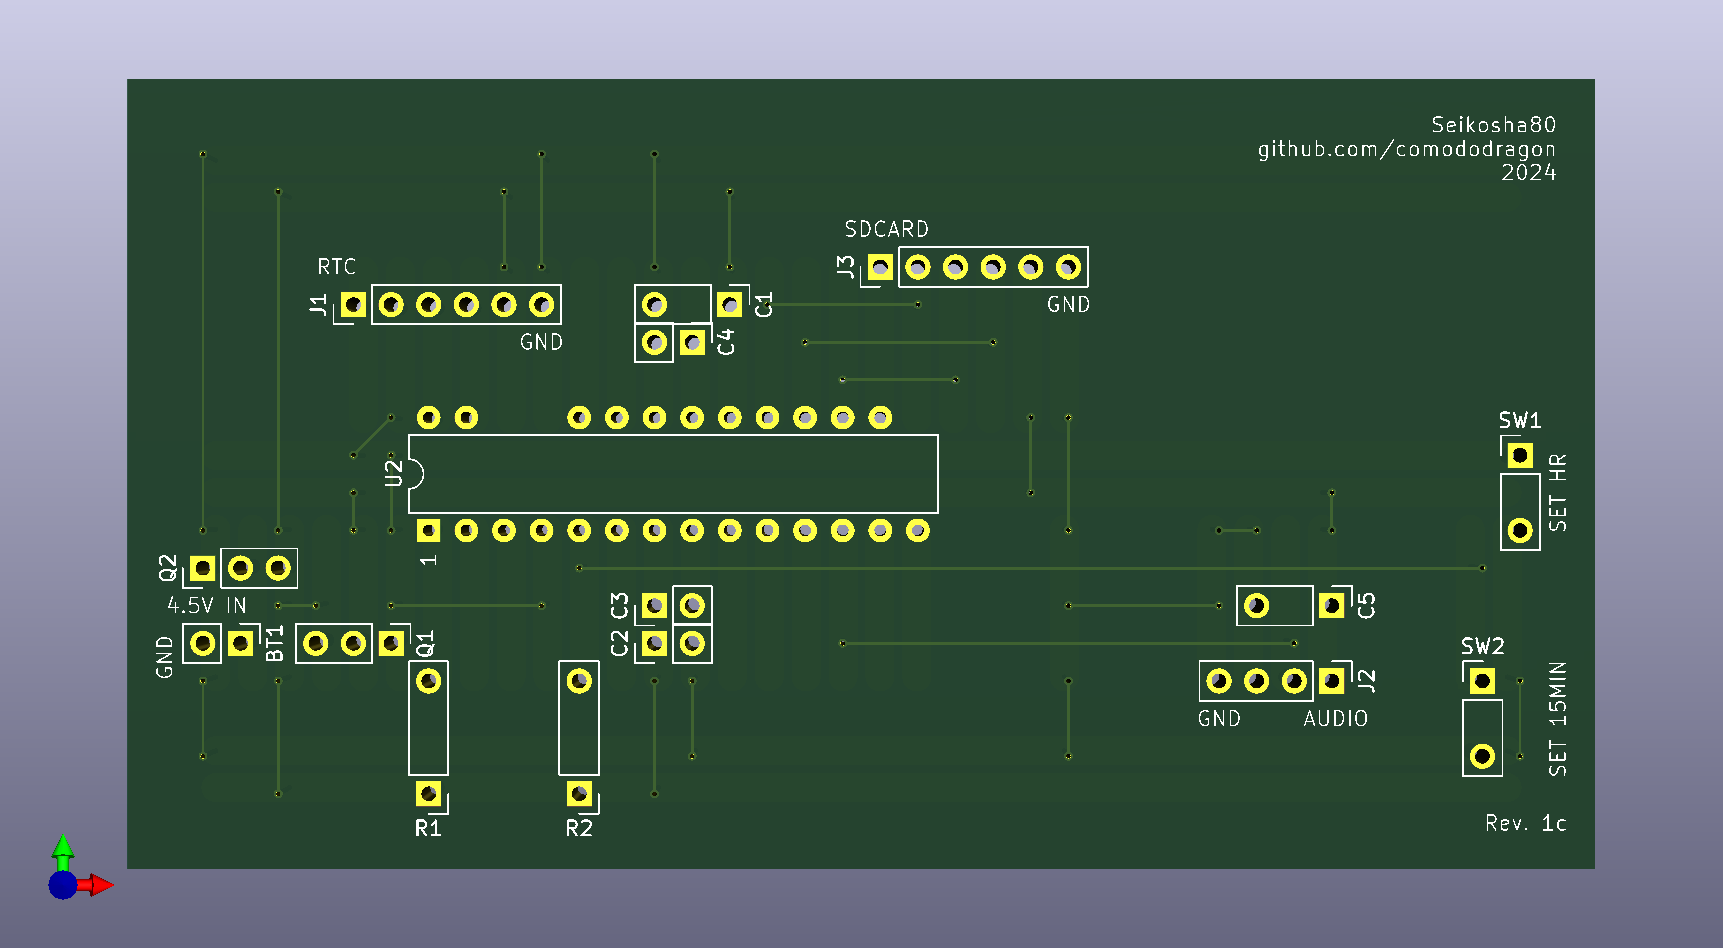 Seikosha80
github.com/comododragon
2024
SDCARD
RTC
J3
J1
C1
GND
GND
C4
SW1
U2
SET HR
1
Q2
4.5V IN
C3
C5
GND
BT1
Q1
C2
SW2
J2
SET 15MIN
GND
AUDIO
R1
R2
Rev. 1c